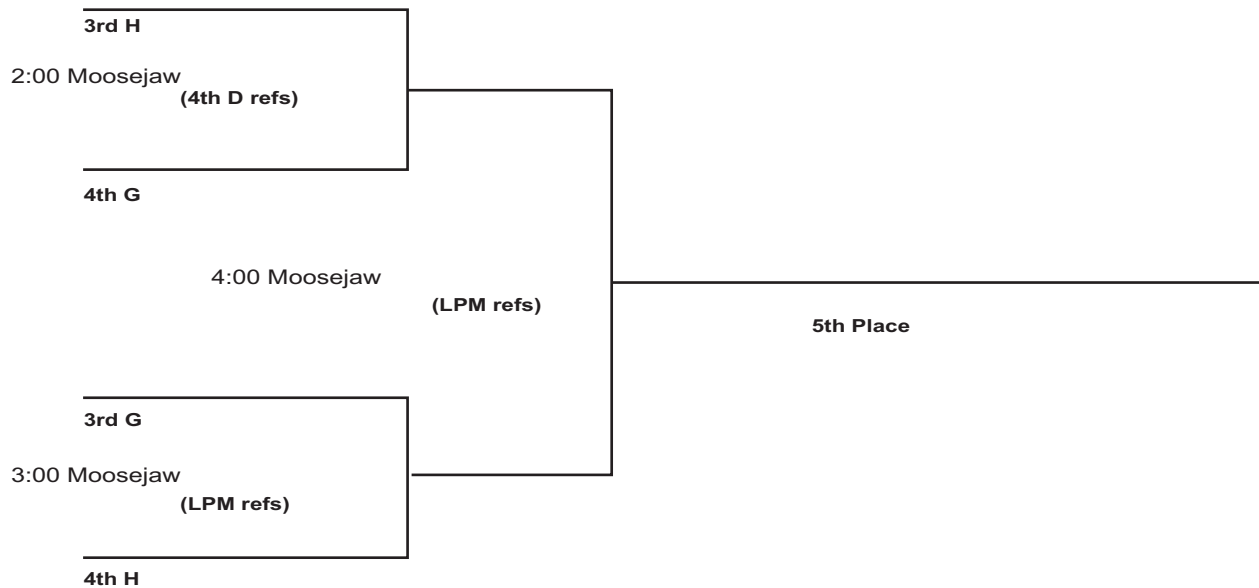 3rd H
2:00 Moosejaw
(4th D refs)
4th G
4:00 Moosejaw
(LPM refs)
5th Place
3rd G
3:00 Moosejaw
(LPM refs)
4th H